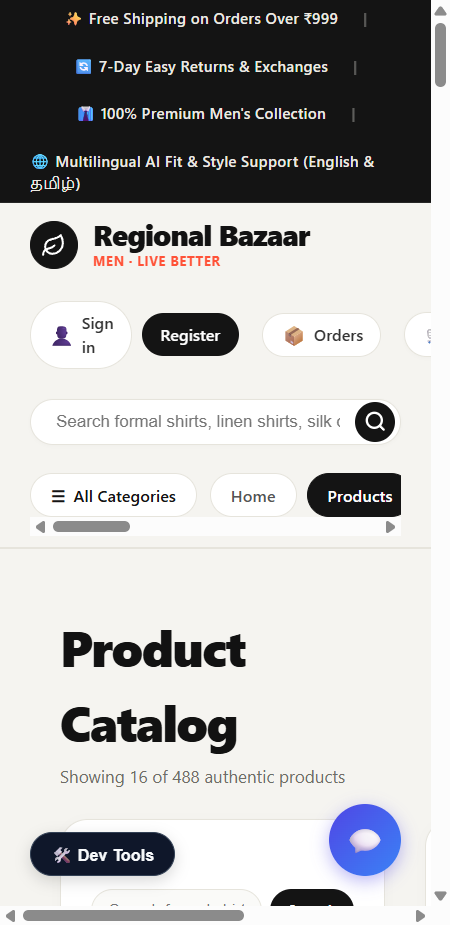 ✨ Free Shipping on Orders Over ₹999 |
🔄 7-Day Easy Returns & Exchanges |
👔 100% Premium Men's Collection |
🌐 Multilingual AI Fit & Style Support (English &
தமிழ்)
Regional Bazaar
MEN · LIVE BETTER
Sign
in
Register
Orders
Search formal shirts, linen shirts, silk
☰ All Categories
Home
Products
Product
Catalog
Showing 16 of 488 authentic products
🛠️ Dev Tools